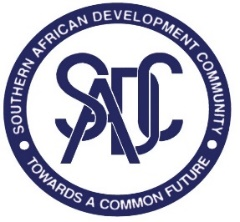 SOUTHERN AFRICAN DEVELOPMENT COMMUNITY
SADC
TOWARDS A COMMON FUTURE